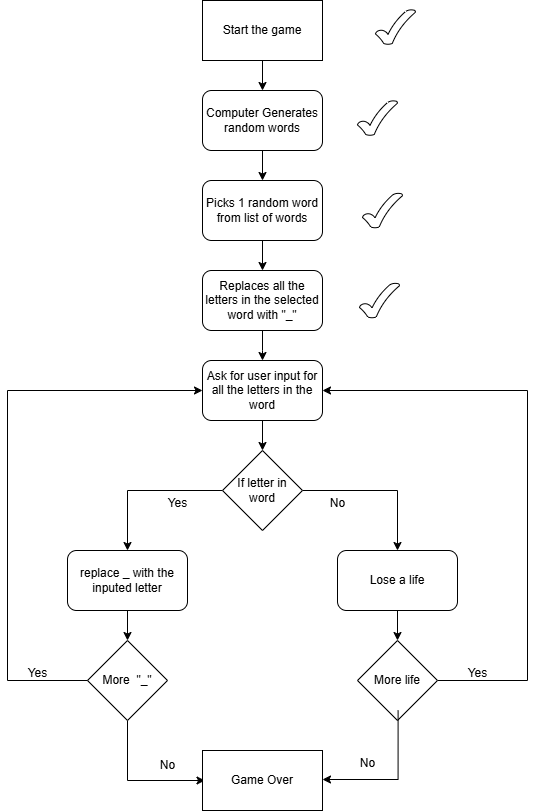 Start the game
Computer Generates
random words
Picks 1 random word
from list of words
Replaces all the
letters in the selected
word with "_"
Ask for user input for
all the letters in the
word
If letter in
word
Yes
No
replace _ with the
inputed letter
Lose a life
More "_"
Yes
More life
Yes
No
No
Game Over